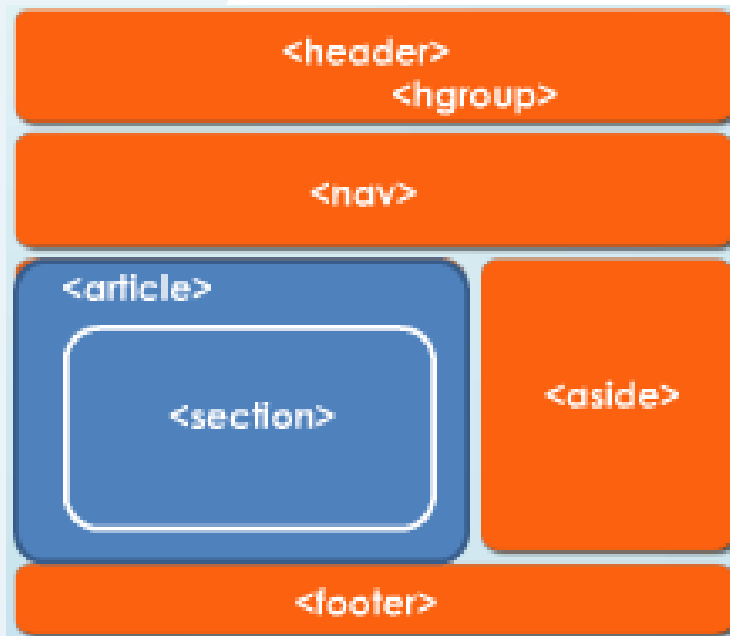 <header>
<hgroup>
<nav>
<article>
<section>
<aside>
<footer>